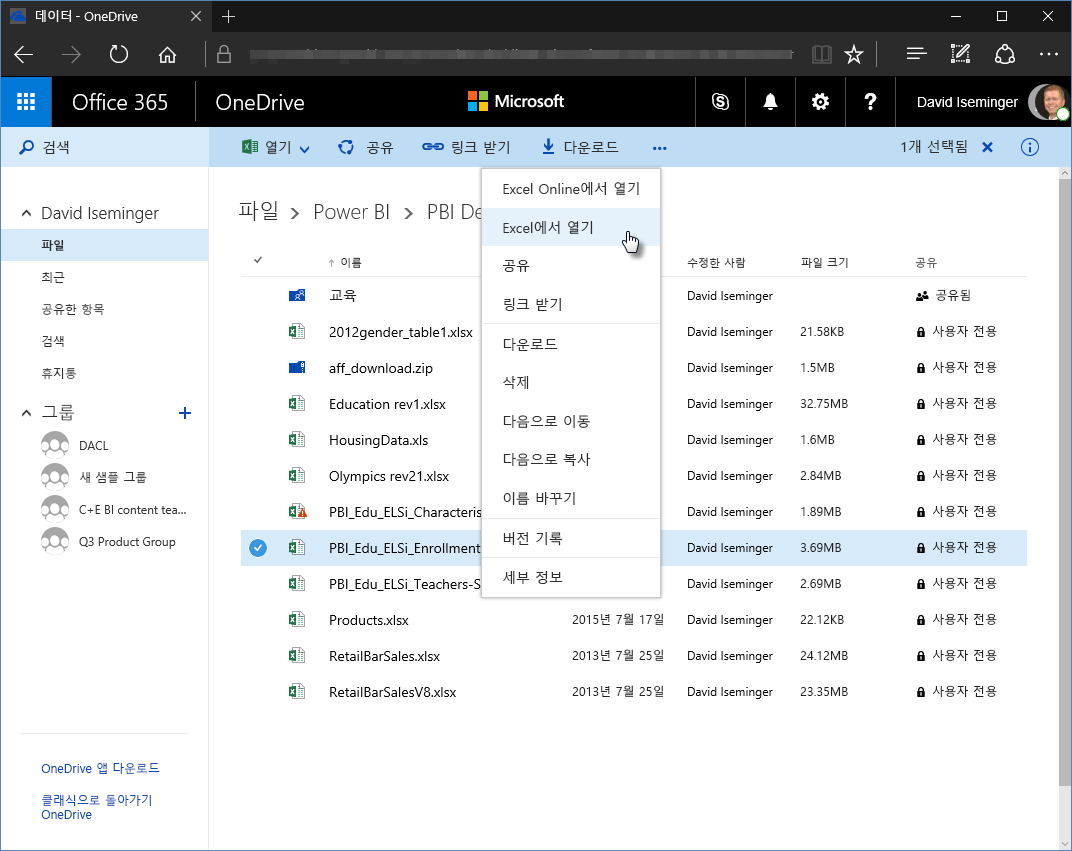 데이터 - OneDrive
Office 365 OneDrive Microsoft ? David Iseminger
검색 열기 공유 링크 받기 다운로드 ... 1개 선택됨
David Iseminger
파일
최근
공유한 항목
검색
휴지통
그룹 +
DACL
새 샘플 그룹
C+E BI content tea...
Q3 Product Group
OneDrive 앱 다운로드
클래식으로 돌아가기
OneDrive
파일 > Power BI > PBI De
이름 수정한 사람 파일 크기 공유
교육 David Iseminger 공유됨
2012gender_table1.xlsx David Iseminger 21.58KB 사용자 전용
aff_download.zip David Iseminger 1.5MB 사용자 전용
Education rev1.xlsx David Iseminger 32.75MB 사용자 전용
HousingData.xls David Iseminger 1.6MB 사용자 전용
Olympics rev21.xlsx David Iseminger 2.84MB 사용자 전용
PBI_Edu_ELSi_Characteris David Iseminger 1.89MB 사용자 전용
PBI_Edu_ELSi_Enrollment David Iseminger 3.69MB 사용자 전용
PBI_Edu_ELSi_Teachers-S David Iseminger 2.69MB 사용자 전용
Products.xlsx 2015년 7월 17일 David Iseminger 22.12KB 사용자 전용
RetailBarSales.xlsx 2013년 7월 25일 David Iseminger 24.12MB 사용자 전용
RetailBarSalesV8.xlsx 2013년 7월 25일 David Iseminger 23.35MB 사용자 전용
Excel Online에서 열기
Excel에서 열기
공유
링크 받기
다운로드
삭제
다음으로 이동
다음으로 복사
이름 바꾸기
버전 기록
세부 정보